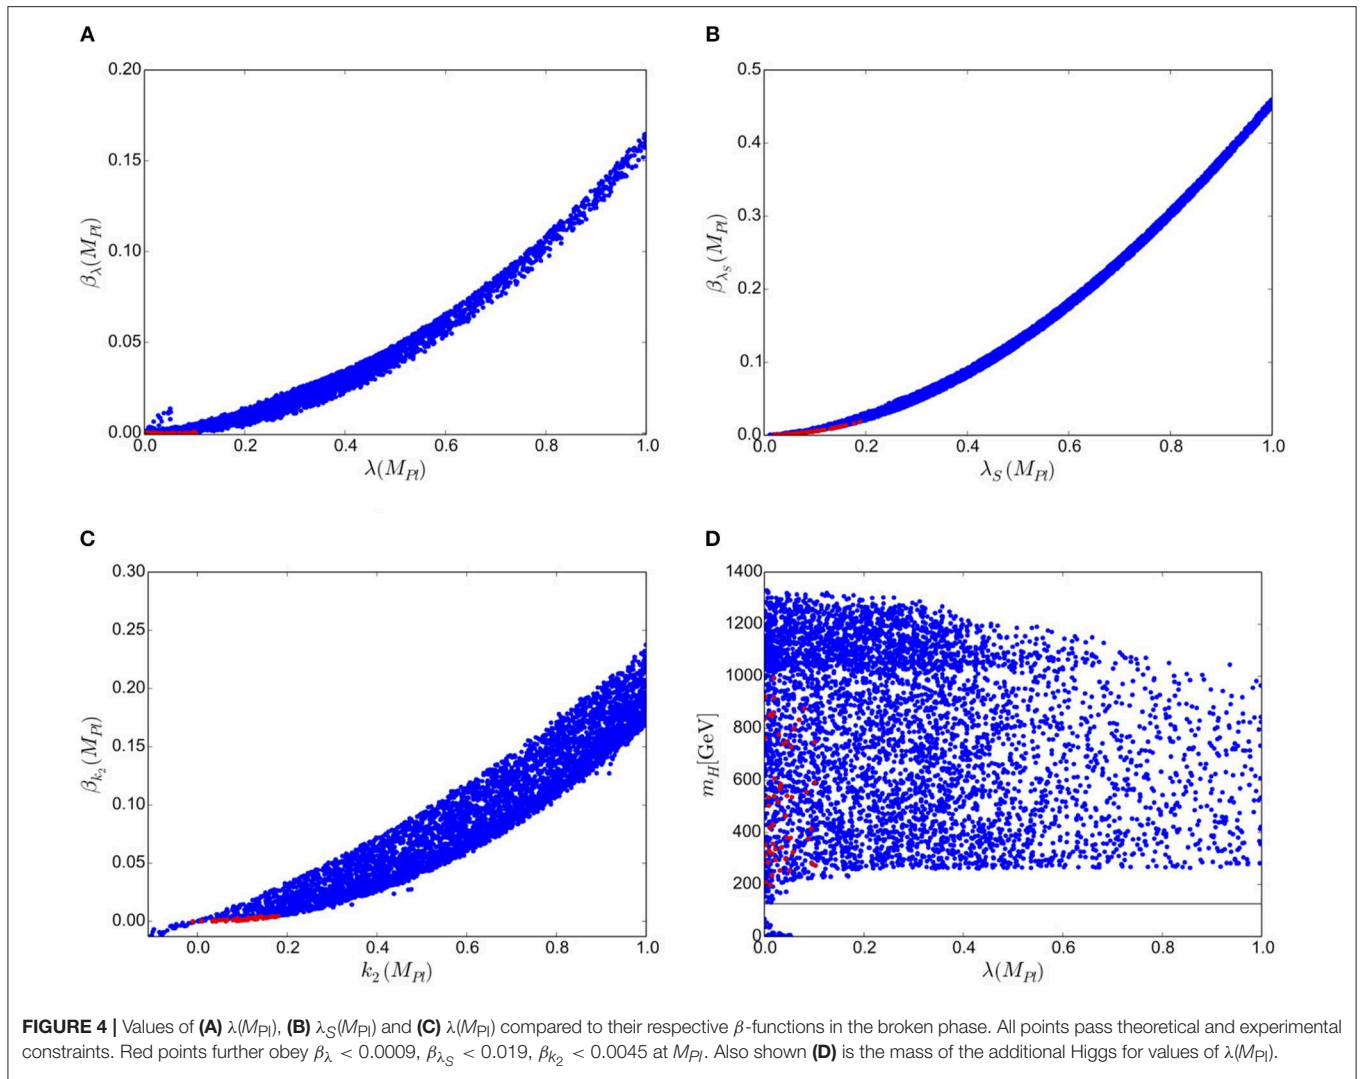 A
0.20
0.15
0.10
0.05
0.00
0.0 0.2 0.4 0.6 0.8 1.0
β_λ(M_Pl)
λ(M_Pl)
B
0.5
0.4
0.3
0.2
0.1
0.0
0.0 0.2 0.4 0.6 0.8 1.0
β_λ_S(M_Pl)
λ_S(M_Pl)
C
0.30
0.25
0.20
0.15
0.10
0.05
0.00
0.0 0.2 0.4 0.6 0.8 1.0
β_k_2(M_Pl)
k_2(M_Pl)
D
1400
1200
1000
800
600
400
200
0
0.0 0.2 0.4 0.6 0.8 1.0
m_H[GeV]
λ(M_Pl)
FIGURE 4 | Values of (A) λ(M_Pl), (B) λ_S(M_Pl) and (C) λ(M_Pl) compared to their respective β-functions in the broken phase. All points pass theoretical and experimental
constraints. Red points further obey β_λ < 0.0009, β_λ_S < 0.019, β_k_2 < 0.0045 at M_Pl. Also shown (D) is the mass of the additional Higgs for values of λ(M_Pl).